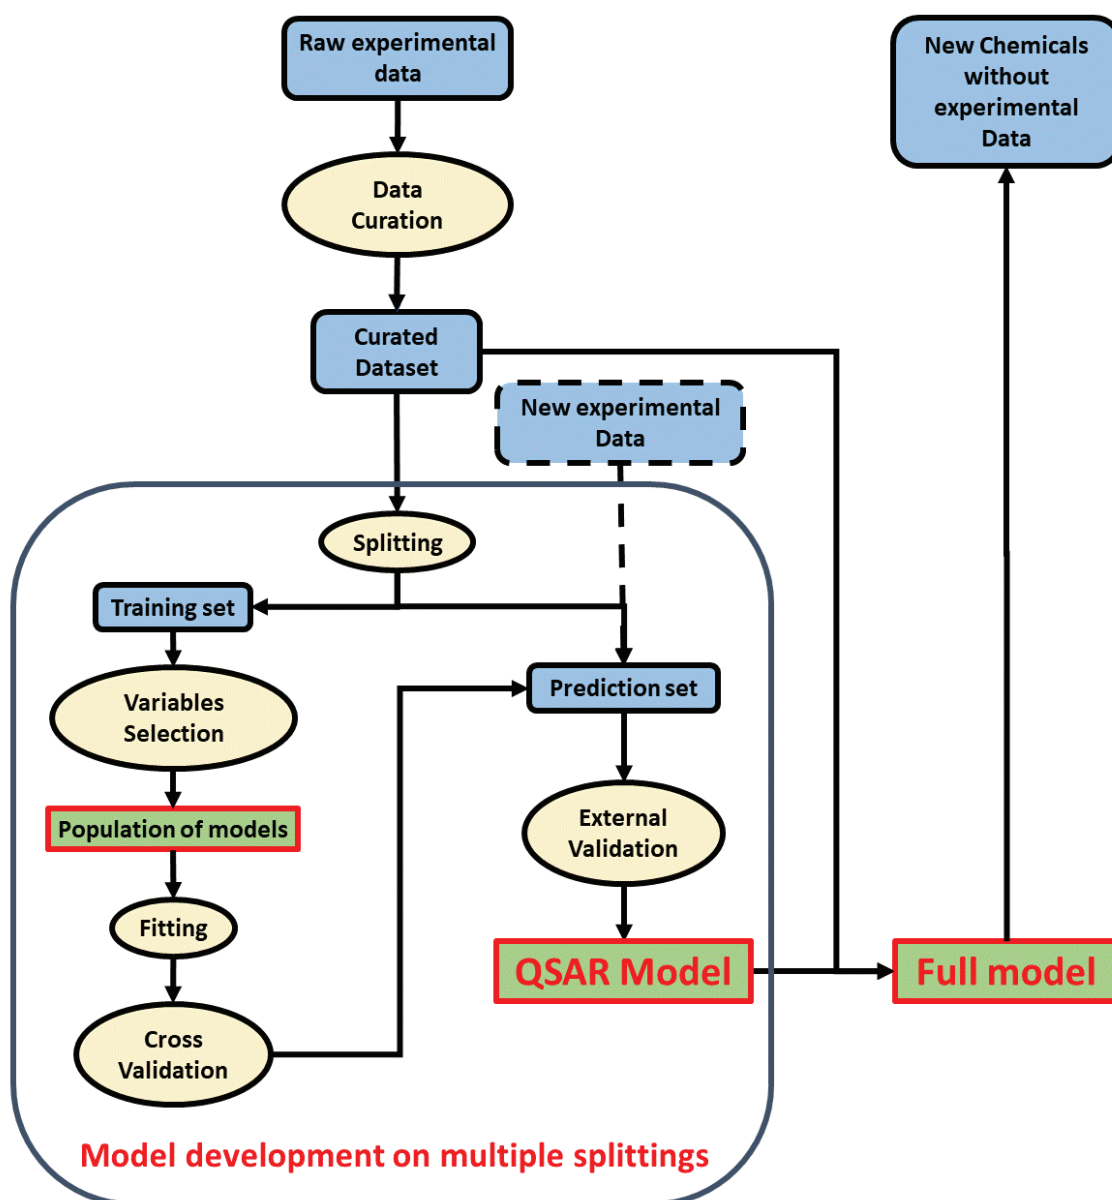 Raw experimental
data
New Chemicals
without
experimental
Data
Data
Curation
Curated
Dataset
New experimental
Data
Splitting
Training set
Prediction set
Variables
Selection
Population of models
External
Validation
Fitting
QSAR Model
Full model
Cross
Validation
Model development on multiple splittings